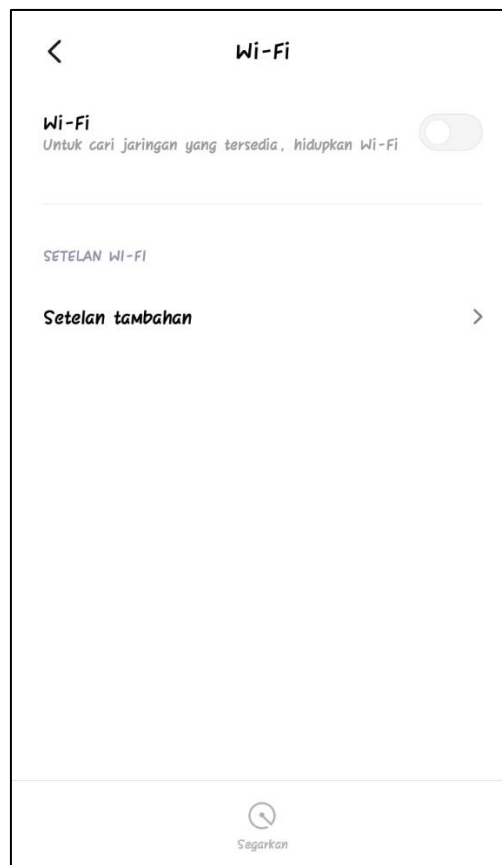 Wi-Fi
Wi-Fi
Untuk cari jaringan yang tersedia, hidupkan Wi-Fi
SETELAN WI-FI
Setelan tambahan
Segarkan